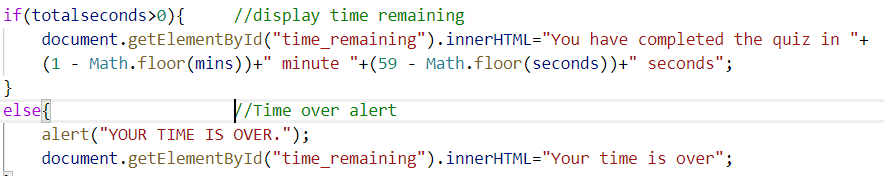 if(totalseconds>0){     //display time remaining
    document.getElementById("time_remaining").innerHTML="You have completed the quiz in "+
    (1 - Math.floor(mins))+" minute "+(59 - Math.floor(seconds))+" seconds";
}
else{                   //Time over alert
    alert("YOUR TIME IS OVER.");
    document.getElementById("time_remaining").innerHTML="Your time is over";